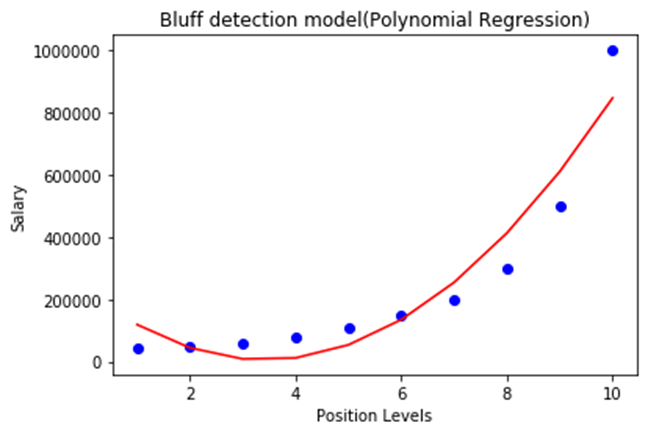 Bluff detection model(Polynomial Regression)
1000000
800000
600000
400000
200000
0
Salary
2 4 6 8 10
Position Levels